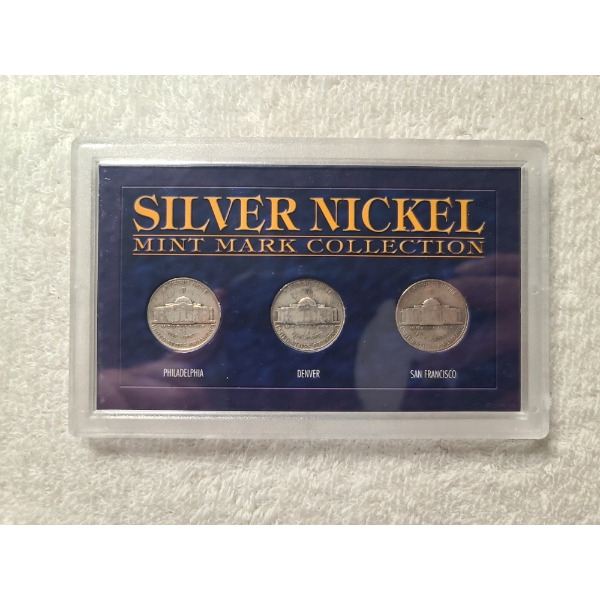 SILVER NICKEL
MINT MARK COLLECTION
PHILADELPHIA
DENVER
SAN FRANCISCO